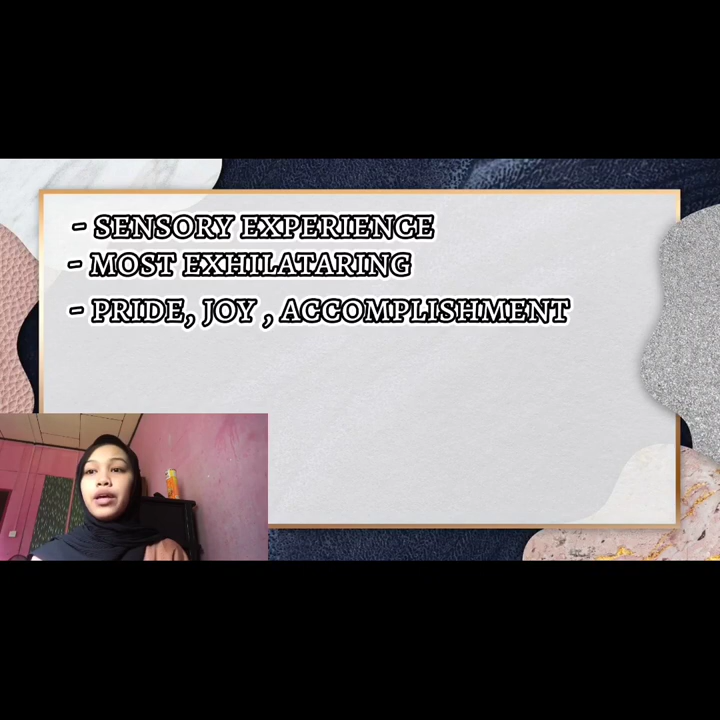 - SENSORY EXPERIENCE
- MOST EXHILATARING
- PRIDE, JOY , ACCOMPLISHMENT